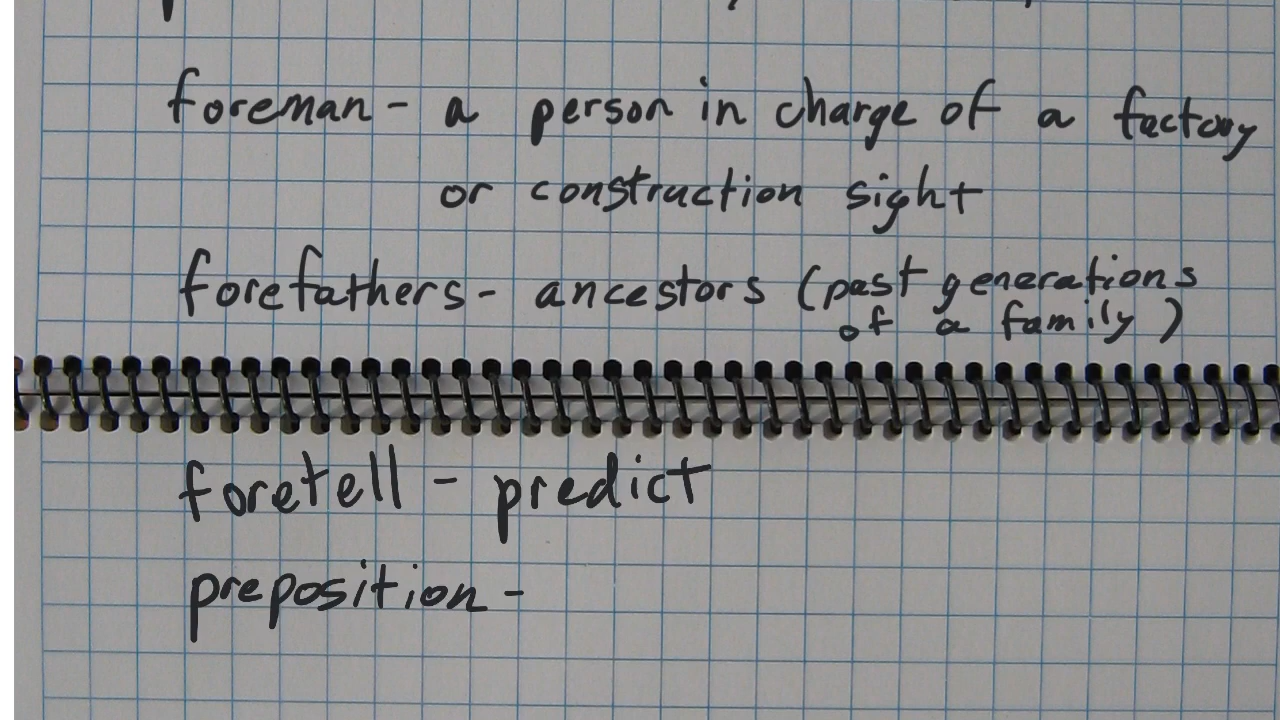 foreman - a person in charge of a factory
or construction sight
forefathers - ancestors (past generations
of a family)
foretell - predict
preposition -